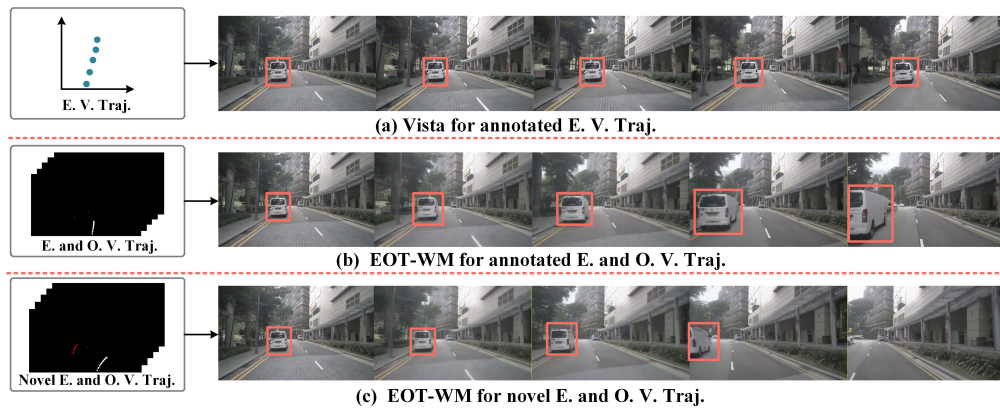 E. V. Traj.
(a) Vista for annotated E. V. Traj.
E. and O. V. Traj.
(b) EOT-WM for annotated E. and O. V. Traj.
Novel E. and O. V. Traj.
(c) EOT-WM for novel E. and O. V. Traj.